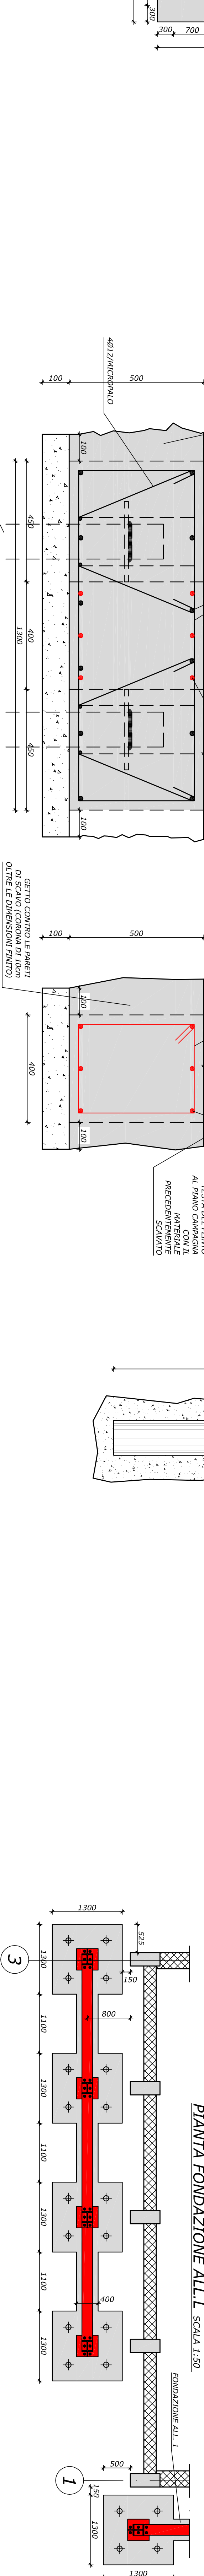 300
300 700
4Ø12/MICROPALO
100 500
100
450
400
1300
450
100
GETTO CONTRO LE PARETI
DI SCAVO (CORONA DI 10cm
OLTRE LE DIMENSIONI FINITO)
100 500
100
400
100
AL PIANO CAMPAGNA
CON IL
MATERIALE
PRECEDENTEMENTE
SCAVATO
PIANTA FONDAZIONE ALL.L SCALA 1:50
525
150
1300
800
3
1300
1100
1300
1100
1300
1100
1300
400
FONDAZIONE ALL. 1
500
1
150
1300
1300